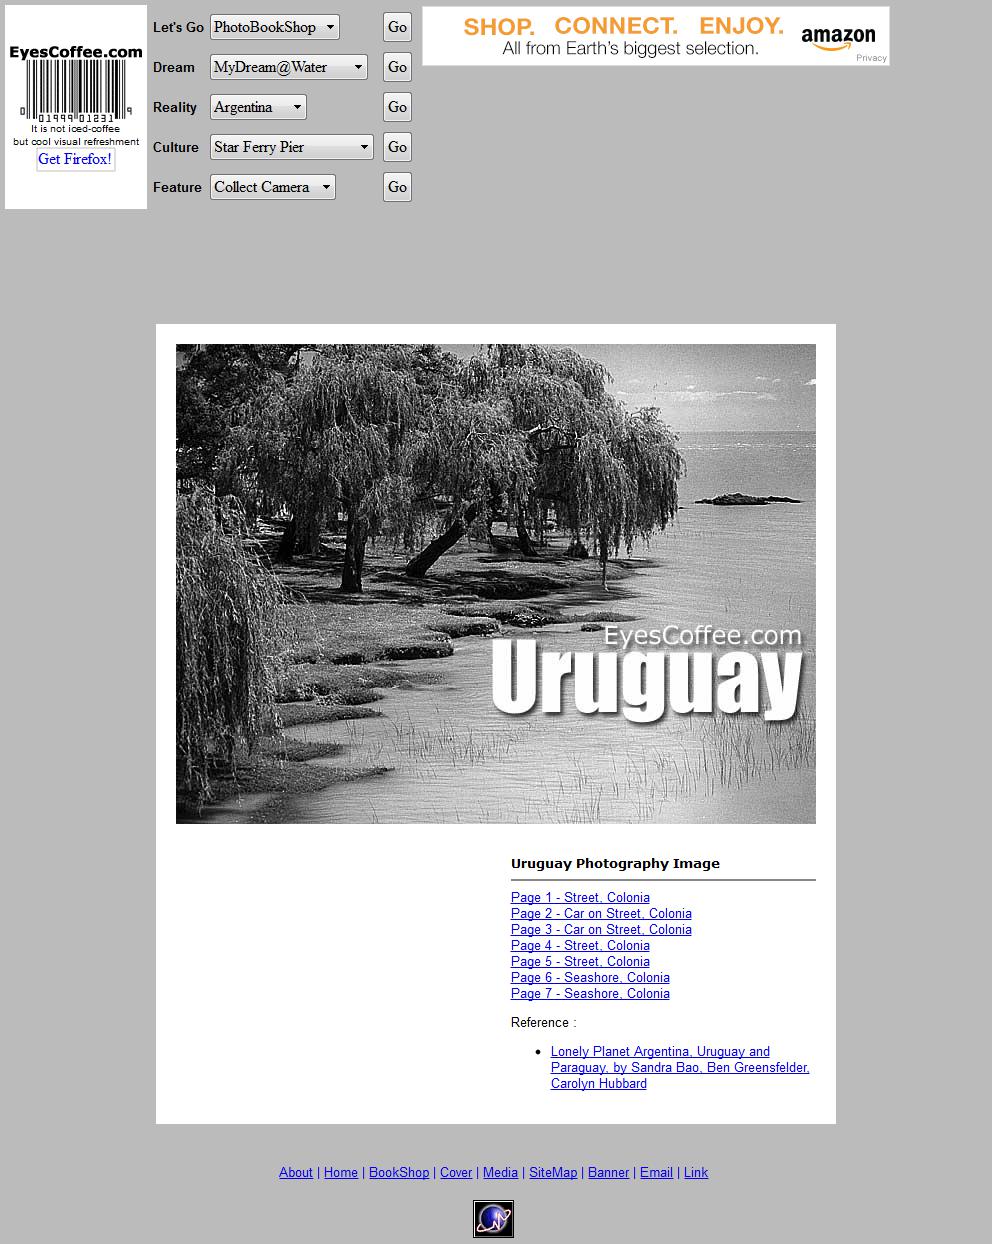 EyesCoffee.com
0 01999 01231 9
It is not iced-coffee
but cool visual refreshment
Get Firefox!
Let's Go PhotoBookShop Go
Dream MyDream@Water Go
Reality Argentina Go
Culture Star Ferry Pier Go
Feature Collect Camera Go
SHOP. CONNECT. ENJOY.
All from Earth's biggest selection.
amazon
Privacy
EyesCoffee.com
Uruguay
Uruguay Photography Image
Page 1 - Street, Colonia
Page 2 - Car on Street, Colonia
Page 3 - Car on Street, Colonia
Page 4 - Street, Colonia
Page 5 - Street, Colonia
Page 6 - Seashore, Colonia
Page 7 - Seashore, Colonia
Reference :
Lonely Planet Argentina, Uruguay and
Paraguay, by Sandra Bao, Ben Greensfelder,
Carolyn Hubbard
About | Home | BookShop | Cover | Media | SiteMap | Banner | Email | Link